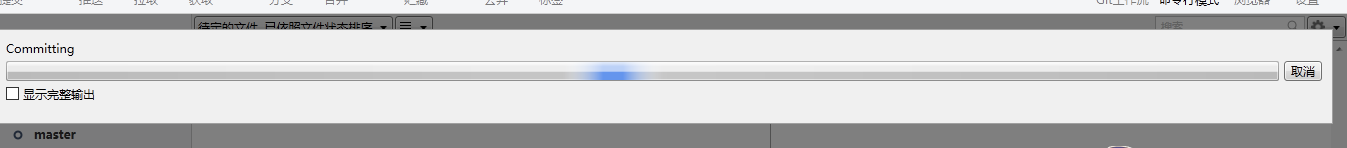 提交 推送 拉取 获取 分支 合并 贮藏 丢弃 标签 Git工作流 命令行模式 浏览器 设置
待定的文件, 已依照文件状态排序 搜索
Committing
取消
显示完整输出
master